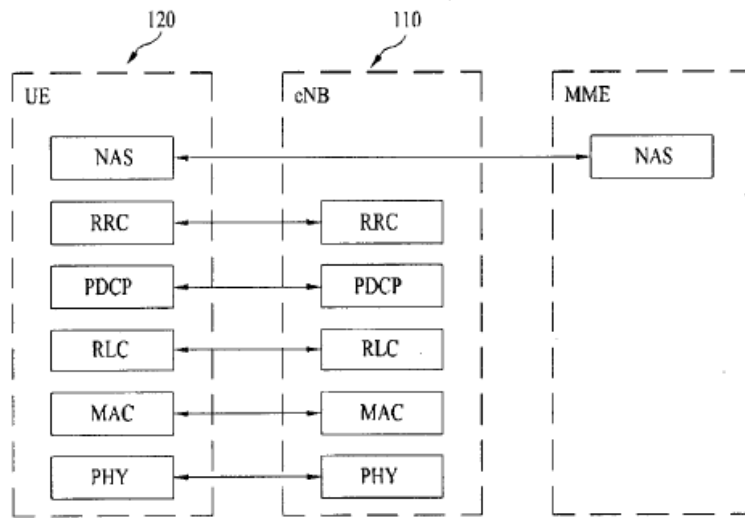 120 110
UE eNB MME
NAS NAS
RRC RRC
PDCP PDCP
RLC RLC
MAC MAC
PHY PHY